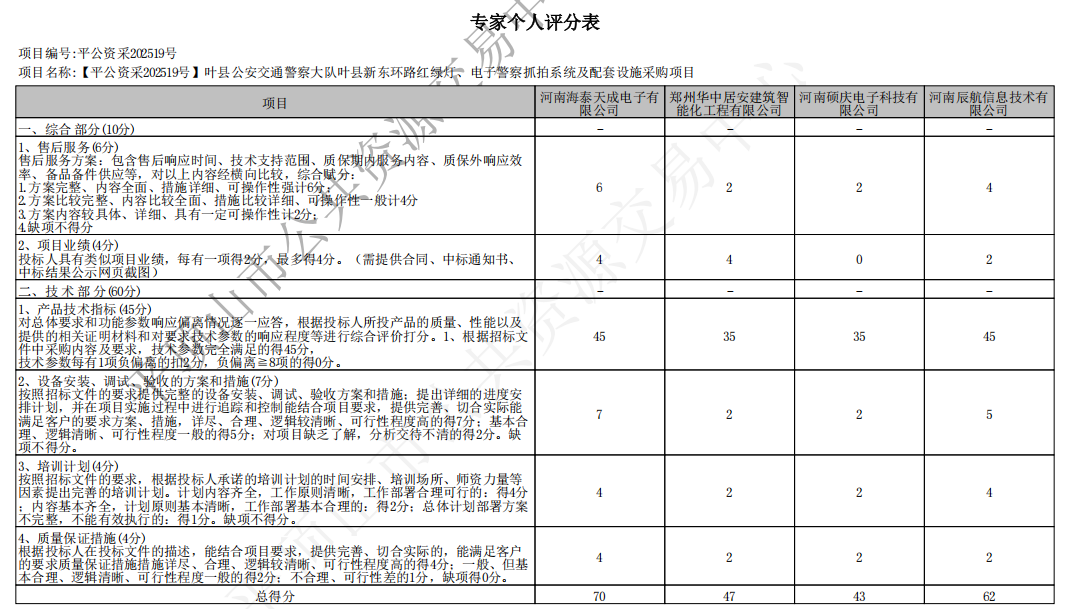 专家个人评分表
项目编号:平公资采202519号
项目名称:【平公资采202519号】叶县公安交通警察大队叶县新东环路红绿灯、电子警察抓拍系统及配套设施采购项目
项目 河南海泰天成电子有限公司 郑州华中居安建筑智能化工程有限公司 河南硕庆电子科技有限公司 河南辰航信息技术有限公司
一、综合部分(10分) – – – –
1、售后服务(6分)
售后服务方案：包含售后响应时间、技术支持范围、质保期内服务内容、质保外响应效
率、备品备件供应等，对以上内容经横向比较，综合赋分：
1.方案完整、内容全面、措施详细、可操作性强计6分；
2.方案比较完整、内容比较全面、措施比较详细、可操作性一般计4分
3.方案内容较具体、详细、具有一定可操作性计2分；
4.缺项不得分
6 2 2 4
2、项目业绩(4分)
投标人具有类似项目业绩，每有一项得2分，最多得4分。（需提供合同、中标通知书、
中标结果公示网页截图）
4 4 0 2
二、技术部分(60分) – – – –
1、产品技术指标(45分)
对总体要求和功能参数响应偏离情况逐一应答，根据投标人所投产品的质量、性能以及
提供的相关证明材料和对要求技术参数的响应程度等进行综合评价打分。1、根据招标文
件中采购内容及要求，技术参数完全满足的得45分，
技术参数每有1项负偏离的扣2分，负偏离≧8项的得0分。
45 35 35 45
2、设备安装、调试、验收的方案和措施(7分)
按照招标文件的要求提供完整的设备安装、调试、验收方案和措施；提出详细的进度安
排计划，并在项目实施过程中进行追踪和控制能结合项目要求，提供完善、切合实际能
满足客户的要求方案、措施，详尽、合理、逻辑较清晰、可行性程度高的得7分；基本合
理、逻辑清晰、可行性程度一般的得5分；对项目缺乏了解，分析交待不清的得2分。缺
项不得分。
7 2 2 5
3、培训计划(4分)
按照招标文件的要求，根据投标人承诺的培训计划的时间安排、培训场所、师资力量等
因素提出完善的培训计划。计划内容齐全，工作原则清晰，工作部署合理可行的：得4分
；内容基本齐全，计划原则基本清晰，工作部署基本合理的：得2分；总体计划部署方案
不完整，不能有效执行的：得1分。缺项不得分。
4 2 2 4
4、质量保证措施(4分)
根据投标人在投标文件的描述，能结合项目要求，提供完善、切合实际的，能满足客户
的要求质量保证措施措施详尽、合理、逻辑较清晰、可行性程度高的得4分；一般、但基
本合理、逻辑清晰、可行性程度一般的得2分；不合理、可行性差的1分，缺项得0分。
4 2 2 2
总得分 70 47 43 62
平顶山市公共资源交易中心